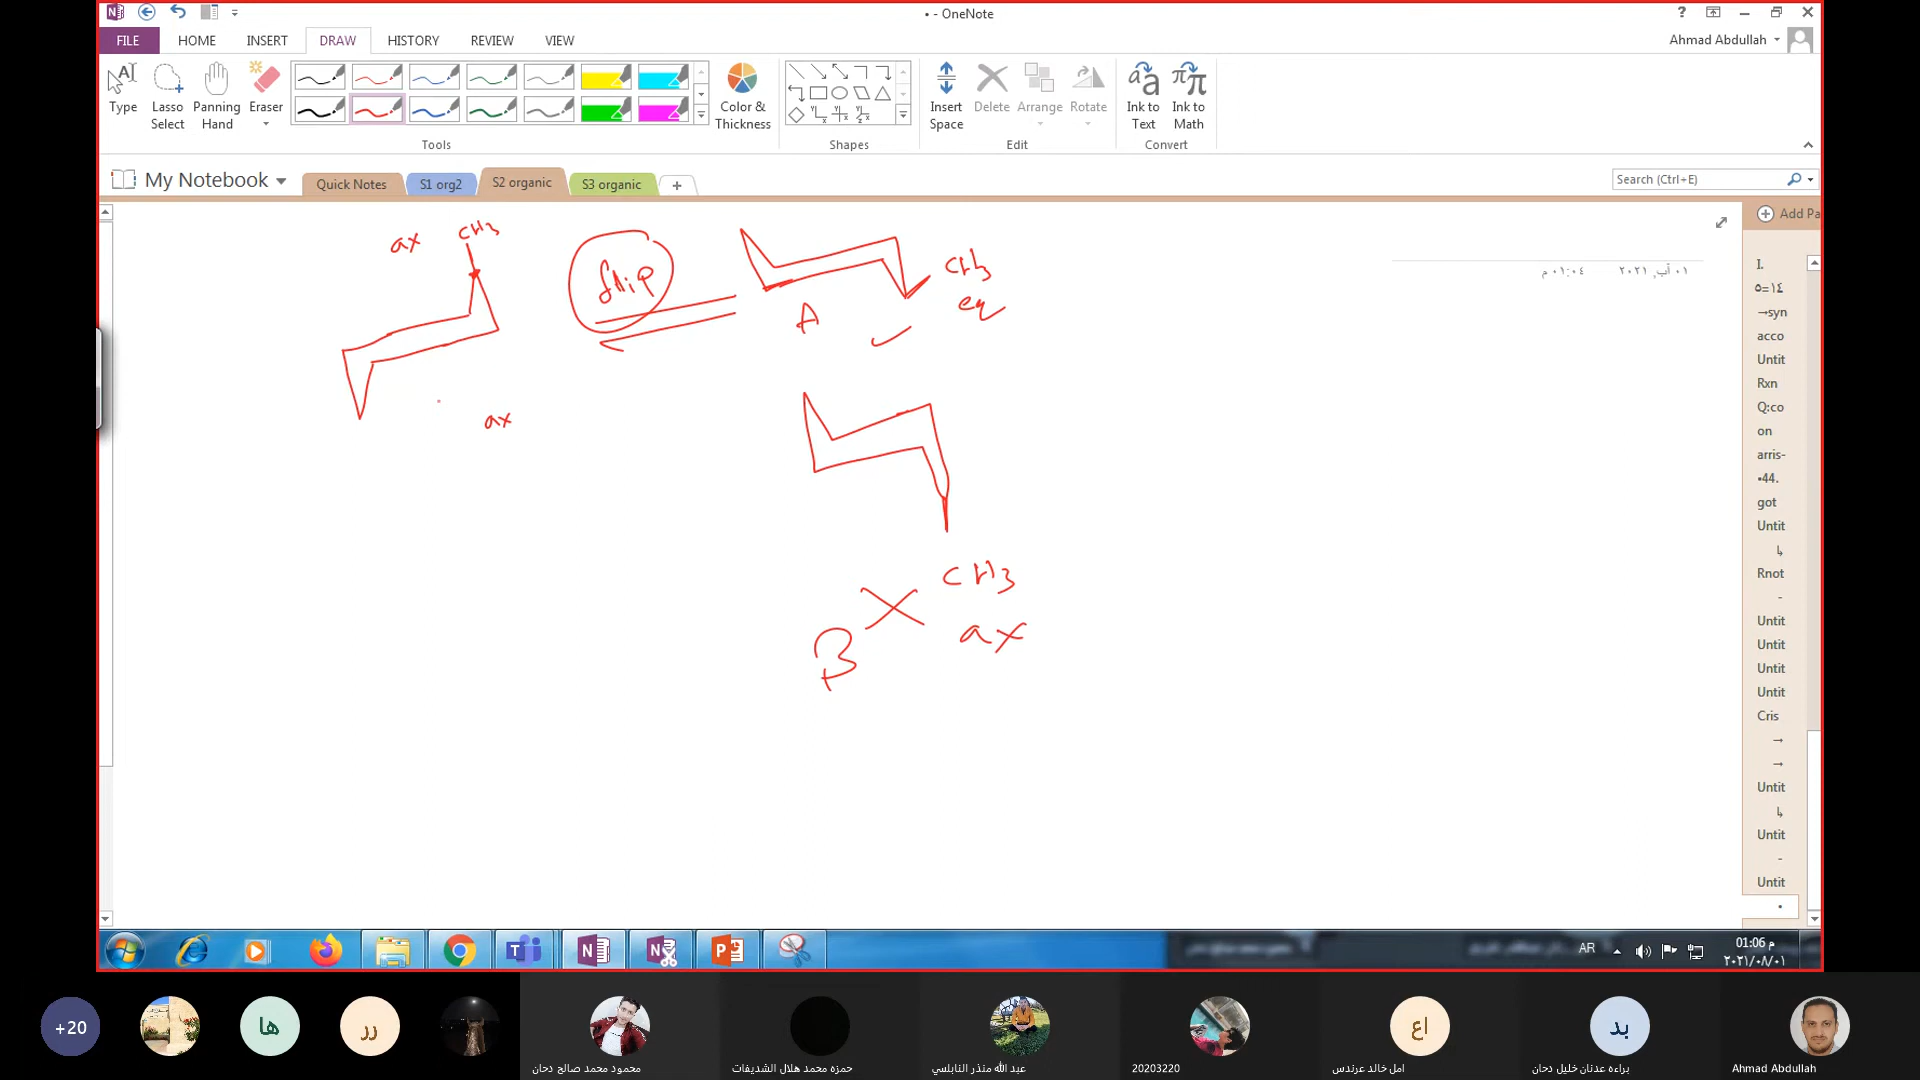 • - OneNote
?
FILE HOME INSERT DRAW HISTORY REVIEW VIEW
Ahmad Abdullah
Type
Lasso Select
Panning Hand
Eraser
Color & Thickness
Insert Space
Delete
Arrange
Rotate
Ink to Text
Ink to Math
Tools
Shapes
Edit
Convert
My Notebook
Quick Notes
S1 org2
S2 organic
S3 organic
Search (Ctrl+E)
ax CH3
flip
CH3
eq
A
ax
CH3
ax
B
٠١ آب, ٢٠٢١ ٠١:٠٤ م
Add Pa
I.
٥=١٤
→syn
acco
Untit
Rxn
Q:co
on
arris-
•44.
got
Untit
↳
Rnot
-
Untit
Untit
Untit
Untit
Cris
→
→
Untit
↳
Untit
-
Untit
•
AR
01:06 م
٢٠٢١/٠٨/٠١
+20
ها
رر
محمود محمد صالح دحان
حمزه محمد هلال الشديفات
عبد الله منذر النابلسي
20203220
اع
امل خالد عرندس
بد
براءه عدنان خليل دحان
Ahmad Abdullah